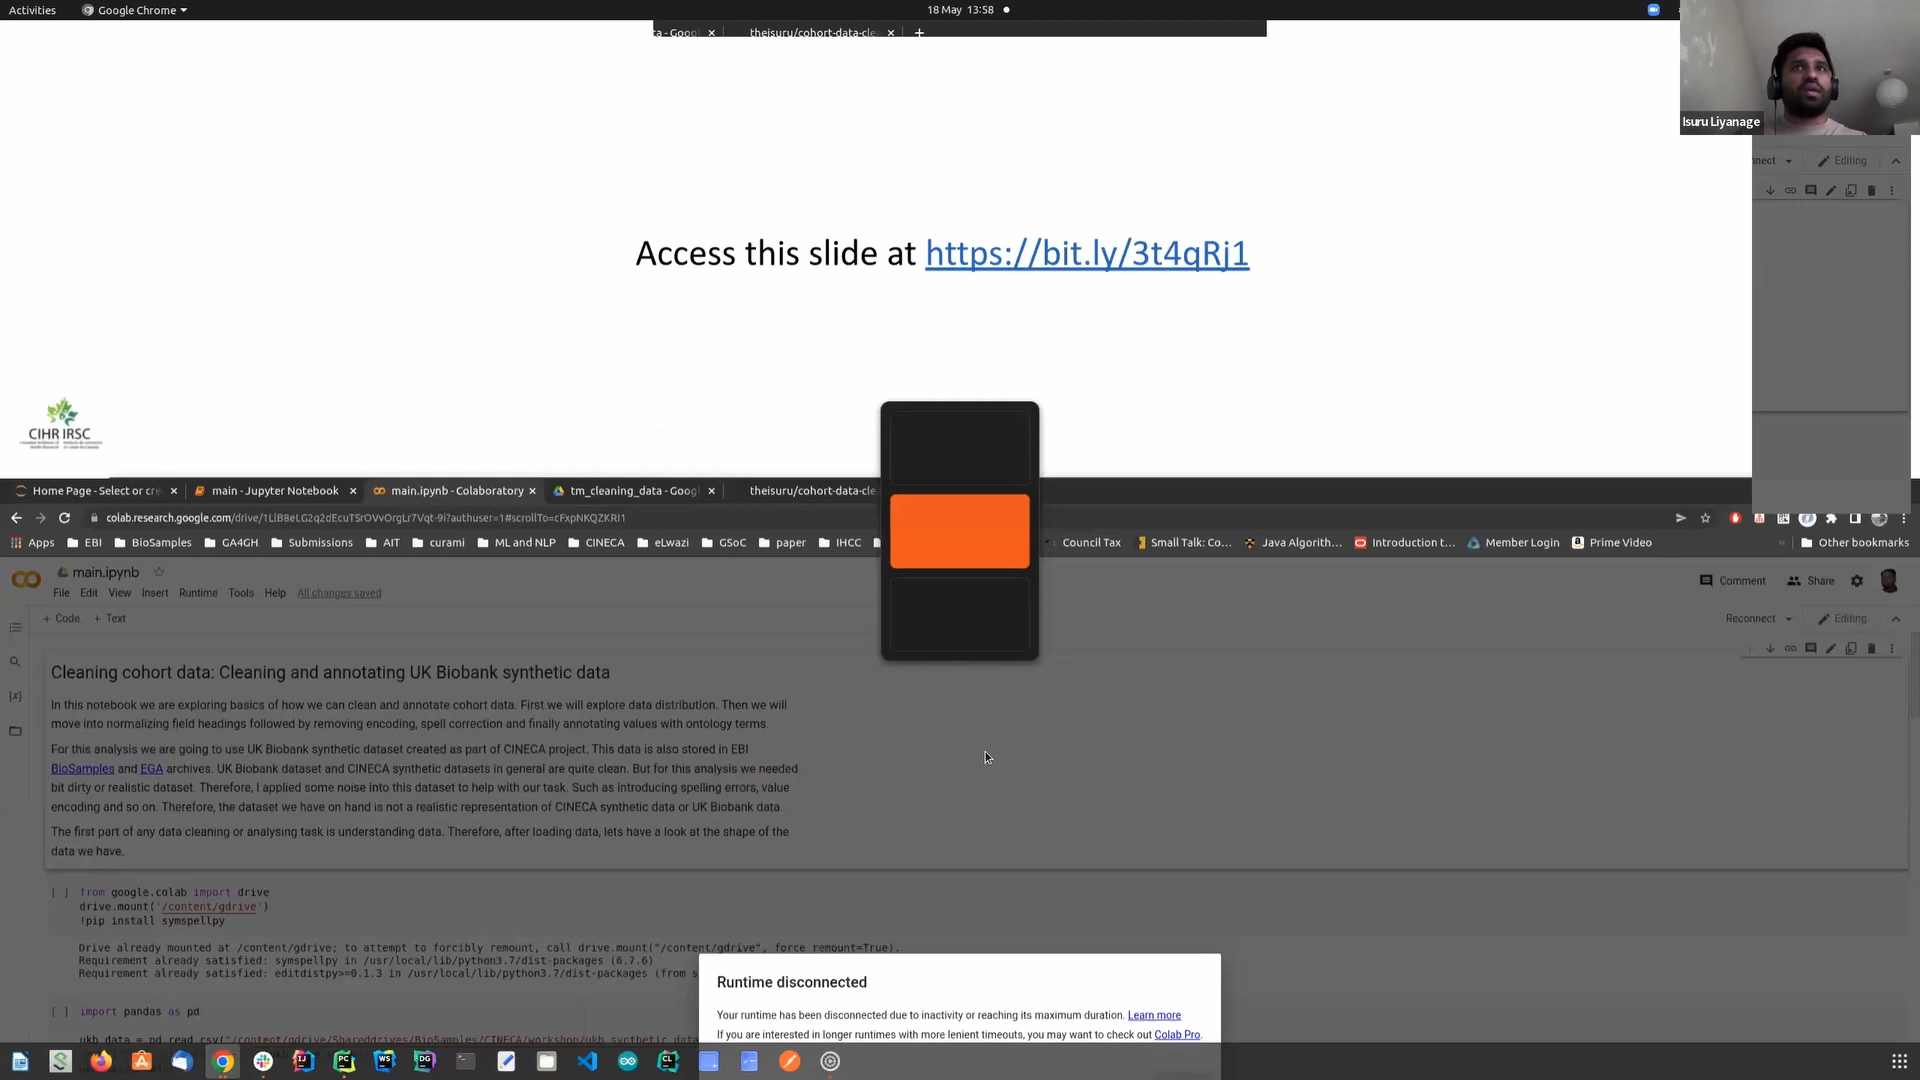 Activities
Google Chrome
18 May 13:58
ta - Goog
theisuru/cohort-data-cle
Isuru Liyanage
nnect
Editing
Access this slide at https://bit.ly/3t4qRj1
CIHR IRSC
Home Page - Select or cre
main - Jupyter Notebook
main.ipynb - Colaboratory
tm_cleaning_data - Goog
theisuru/cohort-data-cle
colab.research.google.com/drive/1LlB8eLG2q2dEcuTSrOVvOrgLr7Vqt-9i?authuser=1#scrollTo=cFxpNKQZKRI1
Apps
EBI
BioSamples
GA4GH
Submissions
AIT
curami
ML and NLP
CINECA
eLwazi
GSoC
paper
IHCC
Council Tax
Small Talk: Co...
Java Algorith...
Introduction t...
Member Login
Prime Video
Other bookmarks
main.ipynb
Comment
Share
File Edit View Insert Runtime Tools Help All changes saved
+ Code + Text
Reconnect
Editing
Cleaning cohort data: Cleaning and annotating UK Biobank synthetic data
In this notebook we are exploring basics of how we can clean and annotate cohort data. First we will explore data distribution. Then we will
move into normalizing field headings followed by removing encoding, spell correction and finally annotating values with ontology terms.
For this analysis we are going to use UK Biobank synthetic dataset created as part of CINECA project. This data is also stored in EBI
BioSamples and EGA archives. UK Biobank dataset and CINECA synthetic datasets in general are quite clean. But for this analysis we needed
bit dirty or realistic dataset. Therefore, I applied some noise into this dataset to help with our task. Such as introducing spelling errors, value
encoding and so on. Therefore, the dataset we have on hand is not a realistic representation of CINECA synthetic data or UK Biobank data.
The first part of any data cleaning or analysing task is understanding data. Therefore, after loading data, lets have a look at the shape of the
data we have.
[ ] from google.colab import drive
drive.mount('/content/gdrive')
!pip install symspellpy
Drive already mounted at /content/gdrive; to attempt to forcibly remount, call drive.mount("/content/gdrive", force_remount=True).
Requirement already satisfied: symspellpy in /usr/local/lib/python3.7/dist-packages (6.7.6)
Requirement already satisfied: editdistpy>=0.1.3 in /usr/local/lib/python3.7/dist-packages (from s
[ ] import pandas as pd
ukb_data = pd.read_csv("/content/gdrive/Shareddrives/BioSamples/CINECA/workshop/ukb_synthetic_data
Runtime disconnected
Your runtime has been disconnected due to inactivity or reaching its maximum duration. Learn more
If you are interested in longer runtimes with more lenient timeouts, you may want to check out Colab Pro.